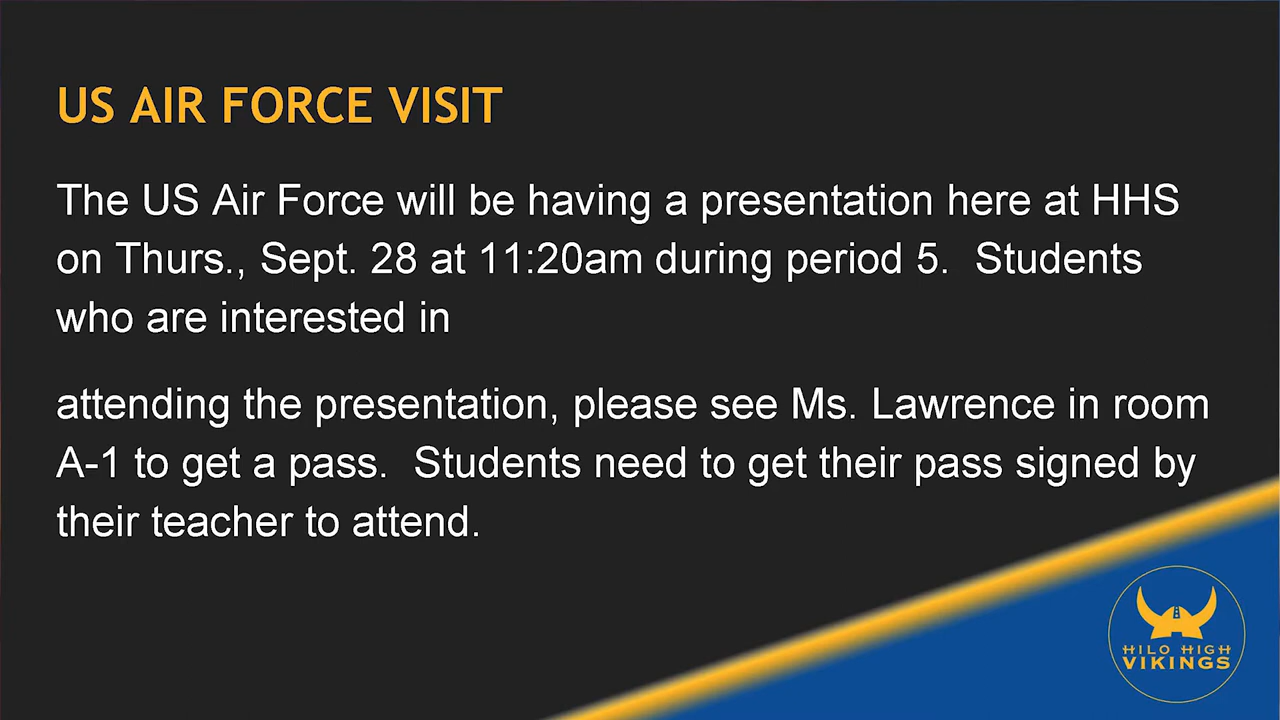 US AIR FORCE VISIT
The US Air Force will be having a presentation here at HHS
on Thurs., Sept. 28 at 11:20am during period 5.  Students
who are interested in
attending the presentation, please see Ms. Lawrence in room
A-1 to get a pass.  Students need to get their pass signed by
their teacher to attend.
HILO HIGH
VIKINGS